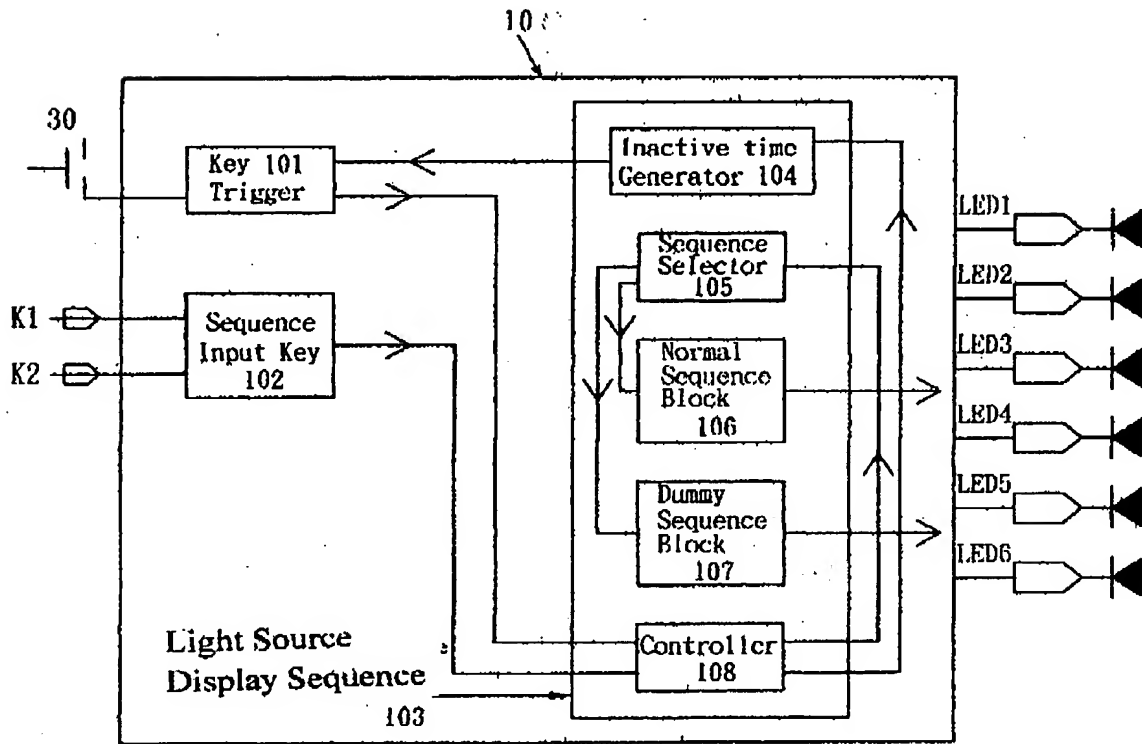 10
30
Key 101
Trigger
Inactive time
Generator 104
LED1
Sequence
Selector
105
LED2
K1
Sequence
Input Key
102
K2
Normal
Sequence
Block
106
LED3
LED4
Dummy
Sequence
Block
107
LED5
LED6
Light Source
Display Sequence
103
Controller
108